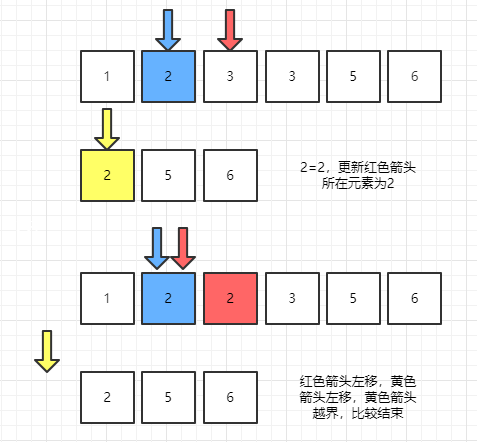 1 2 3 3 5 6
2 5 6
2=2，更新红色箭头
所在元素为2
1 2 2 3 5 6
2 5 6
红色箭头左移，黄色
箭头左移，黄色箭头
越界，比较结束